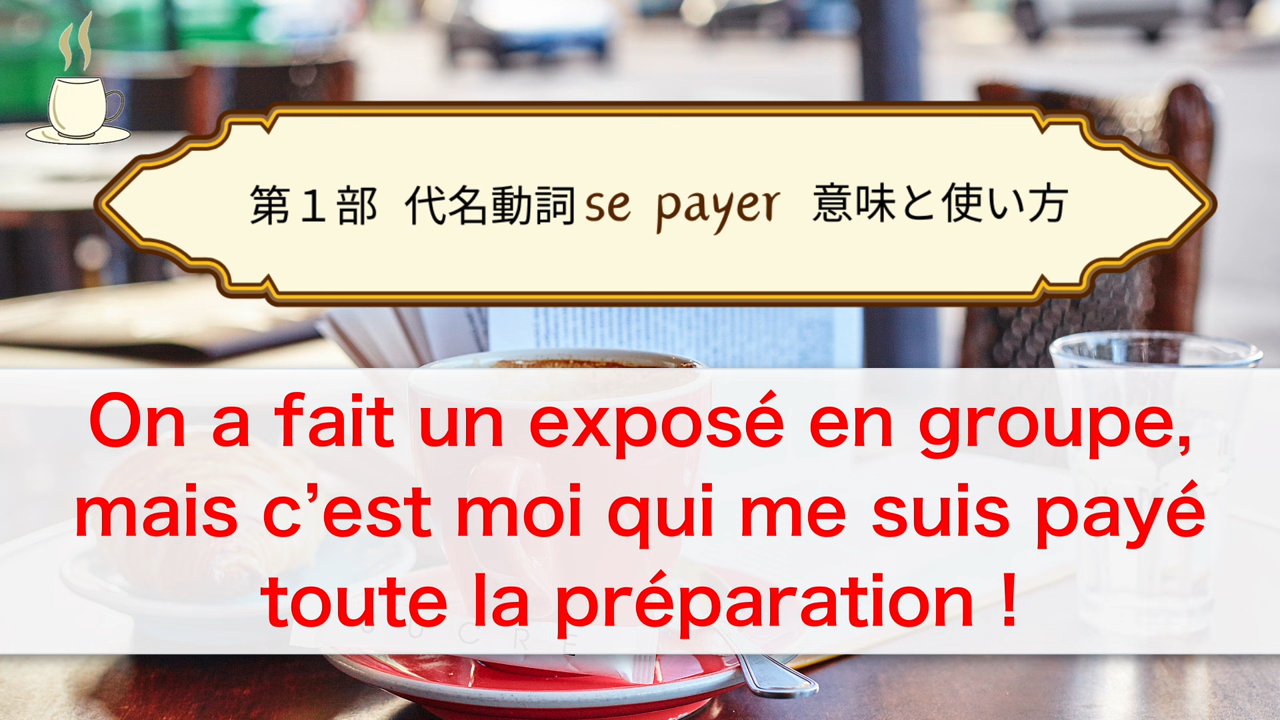 第１部 代名動詞se payer 意味と使い方
On a fait un exposé en groupe,
mais c’est moi qui me suis payé
toute la préparation !
SUCRE